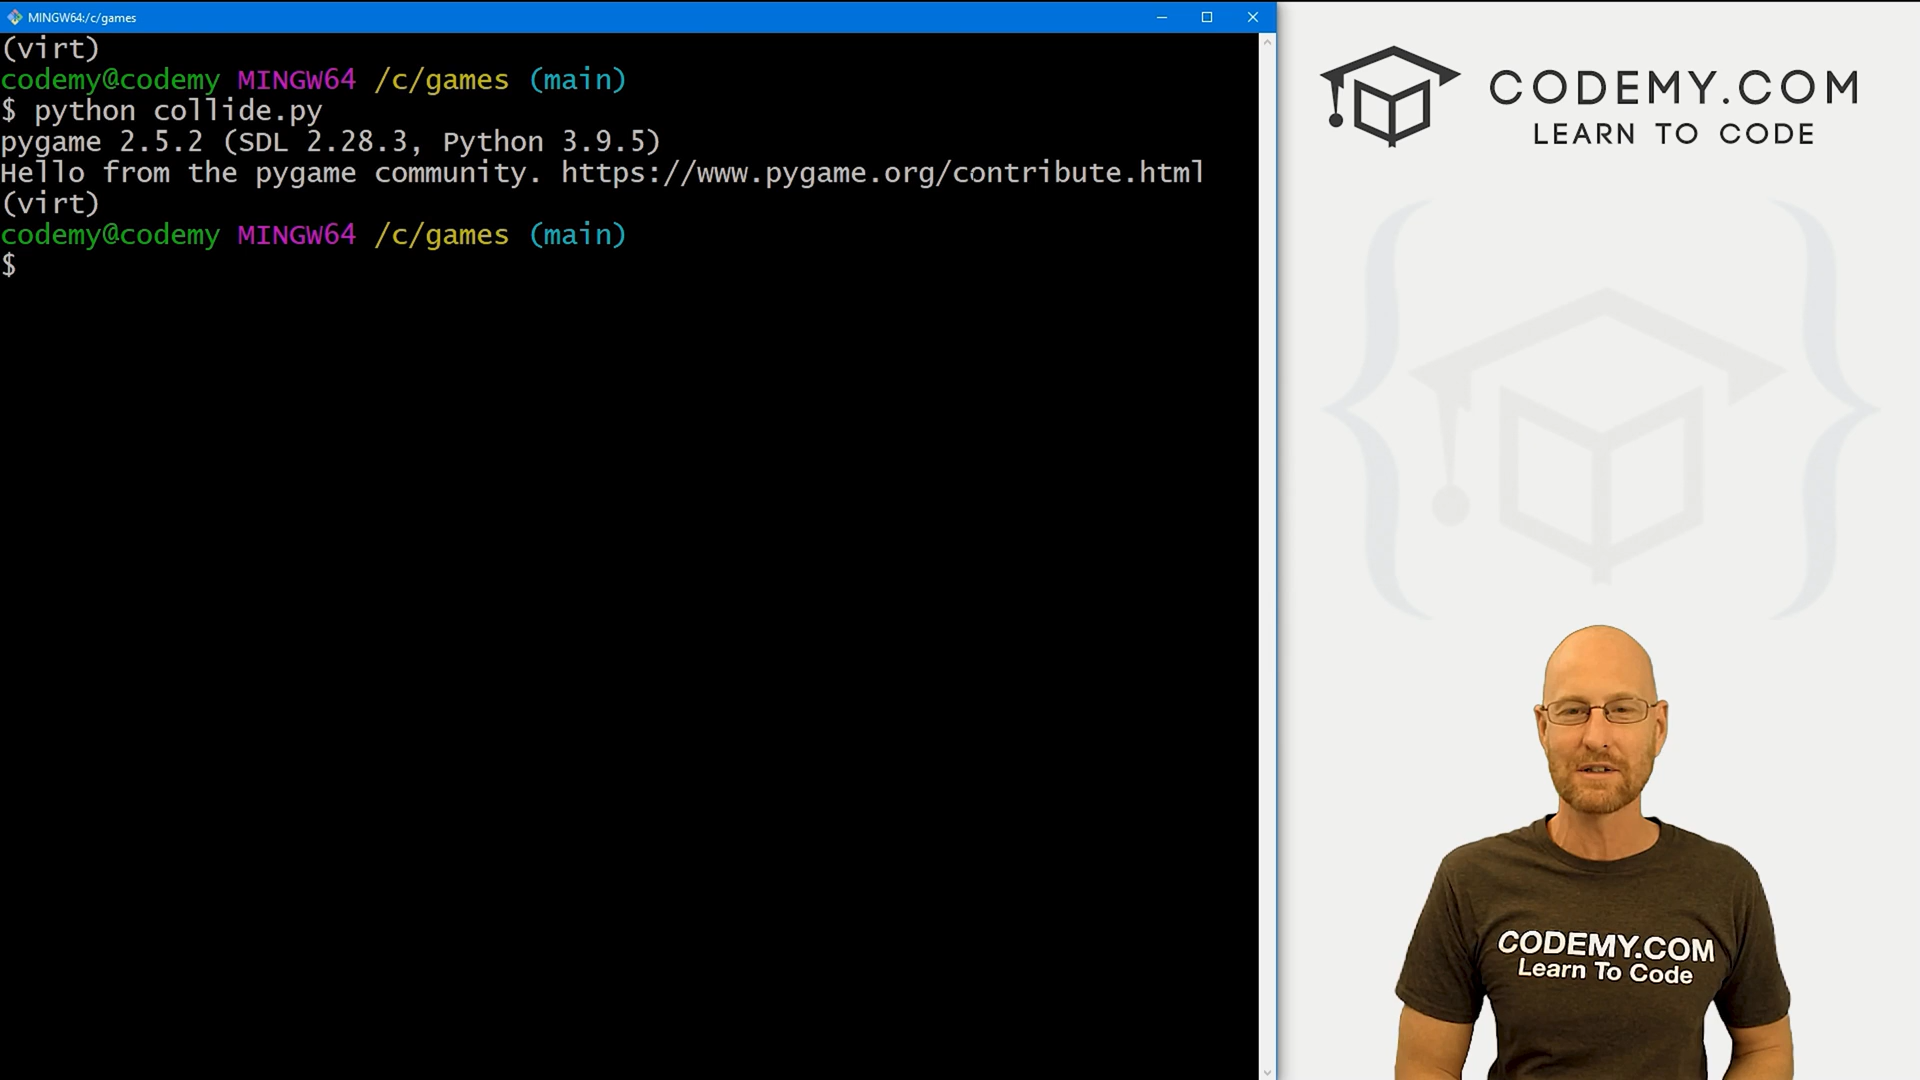 MINGW64:/c/games
(virt)
codemy@codemy MINGW64 /c/games (main)
$ python collide.py
pygame 2.5.2 (SDL 2.28.3, Python 3.9.5)
Hello from the pygame community. https://www.pygame.org/contribute.html
(virt)
codemy@codemy MINGW64 /c/games (main)
$
CODEMY.COM
LEARN TO CODE
CODEMY.COM
Learn To Code